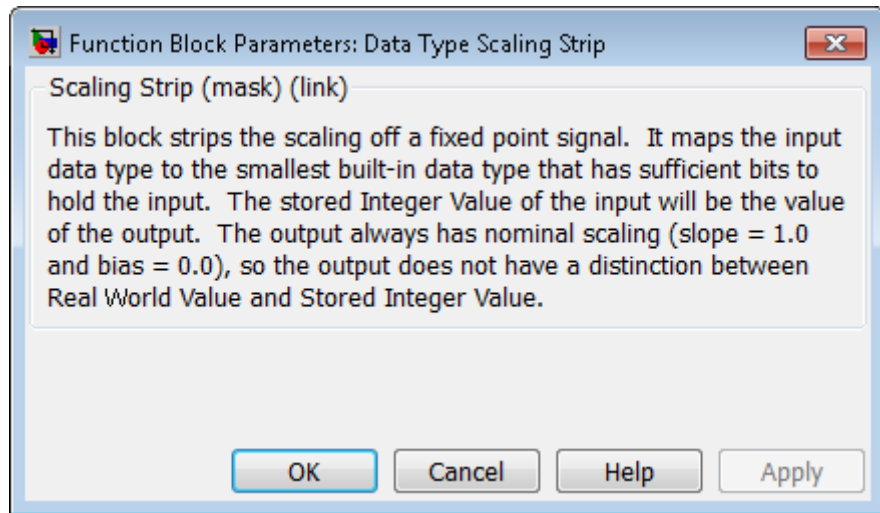 Function Block Parameters: Data Type Scaling Strip
Scaling Strip (mask) (link)
This block strips the scaling off a fixed point signal.  It maps the input
data type to the smallest built-in data type that has sufficient bits to
hold the input.  The stored Integer Value of the input will be the value
of the output.  The output always has nominal scaling (slope = 1.0
and bias = 0.0), so the output does not have a distinction between
Real World Value and Stored Integer Value.
OK Cancel Help Apply